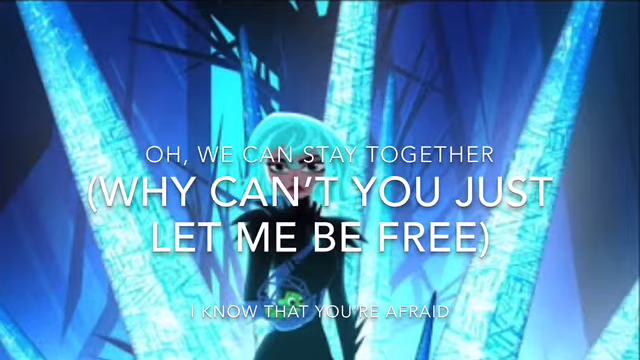 OH, WE CAN STAY TOGETHER
(WHY CAN'T YOU JUST
LET ME BE FREE)
I KNOW THAT YOU'RE AFRAID